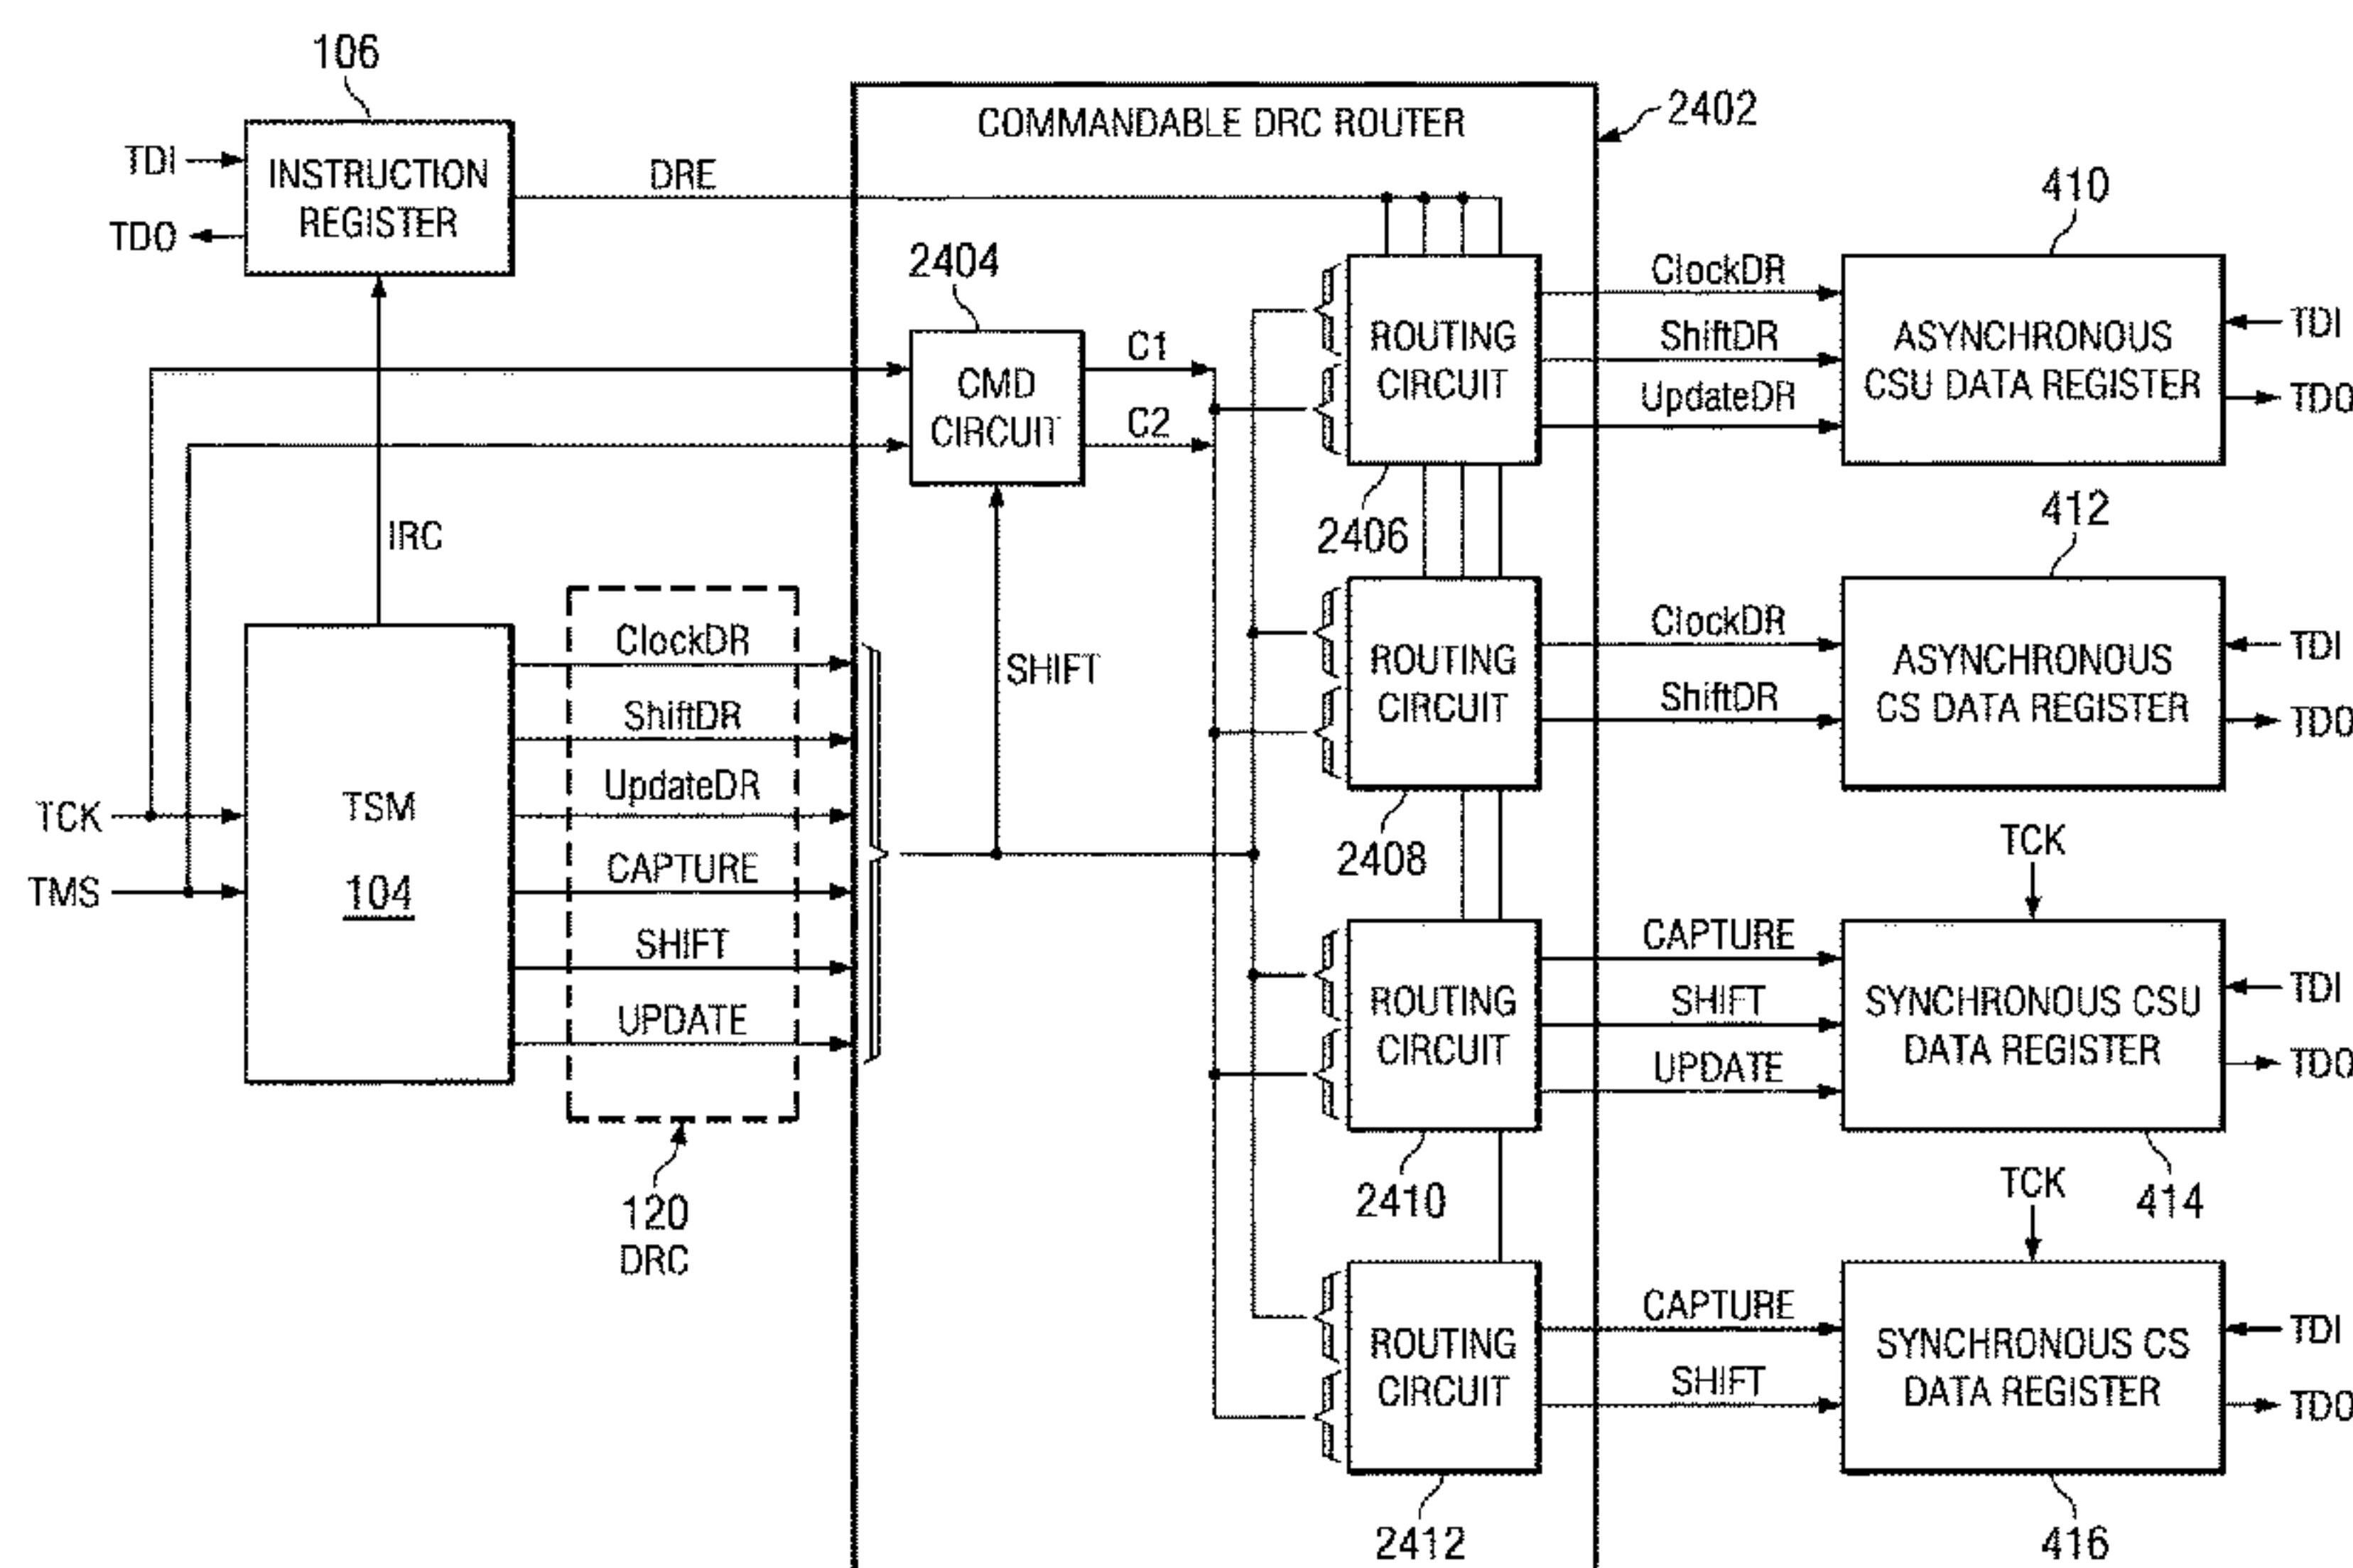 106
COMMANDABLE DRC ROUTER
2402
TDI
INSTRUCTION
REGISTER
TDO
DRE
410
2404
C1
C2
CMD
CIRCUIT
ROUTING
CIRCUIT
ClockDR
ShiftDR
UpdateDR
ASYNCHRONOUS
CSU DATA REGISTER
TDI
TDO
2406
412
IRC
SHIFT
ROUTING
CIRCUIT
ClockDR
ShiftDR
ASYNCHRONOUS
CS DATA REGISTER
TDI
TDO
2408
TCK
TMS
TSM
104
ClockDR
ShiftDR
UpdateDR
CAPTURE
SHIFT
UPDATE
120
DRC
TCK
ROUTING
CIRCUIT
CAPTURE
SHIFT
UPDATE
SYNCHRONOUS CSU
DATA REGISTER
TDI
TDO
2410
414
TCK
ROUTING
CIRCUIT
CAPTURE
SHIFT
SYNCHRONOUS CS
DATA REGISTER
TDI
TDO
2412
416